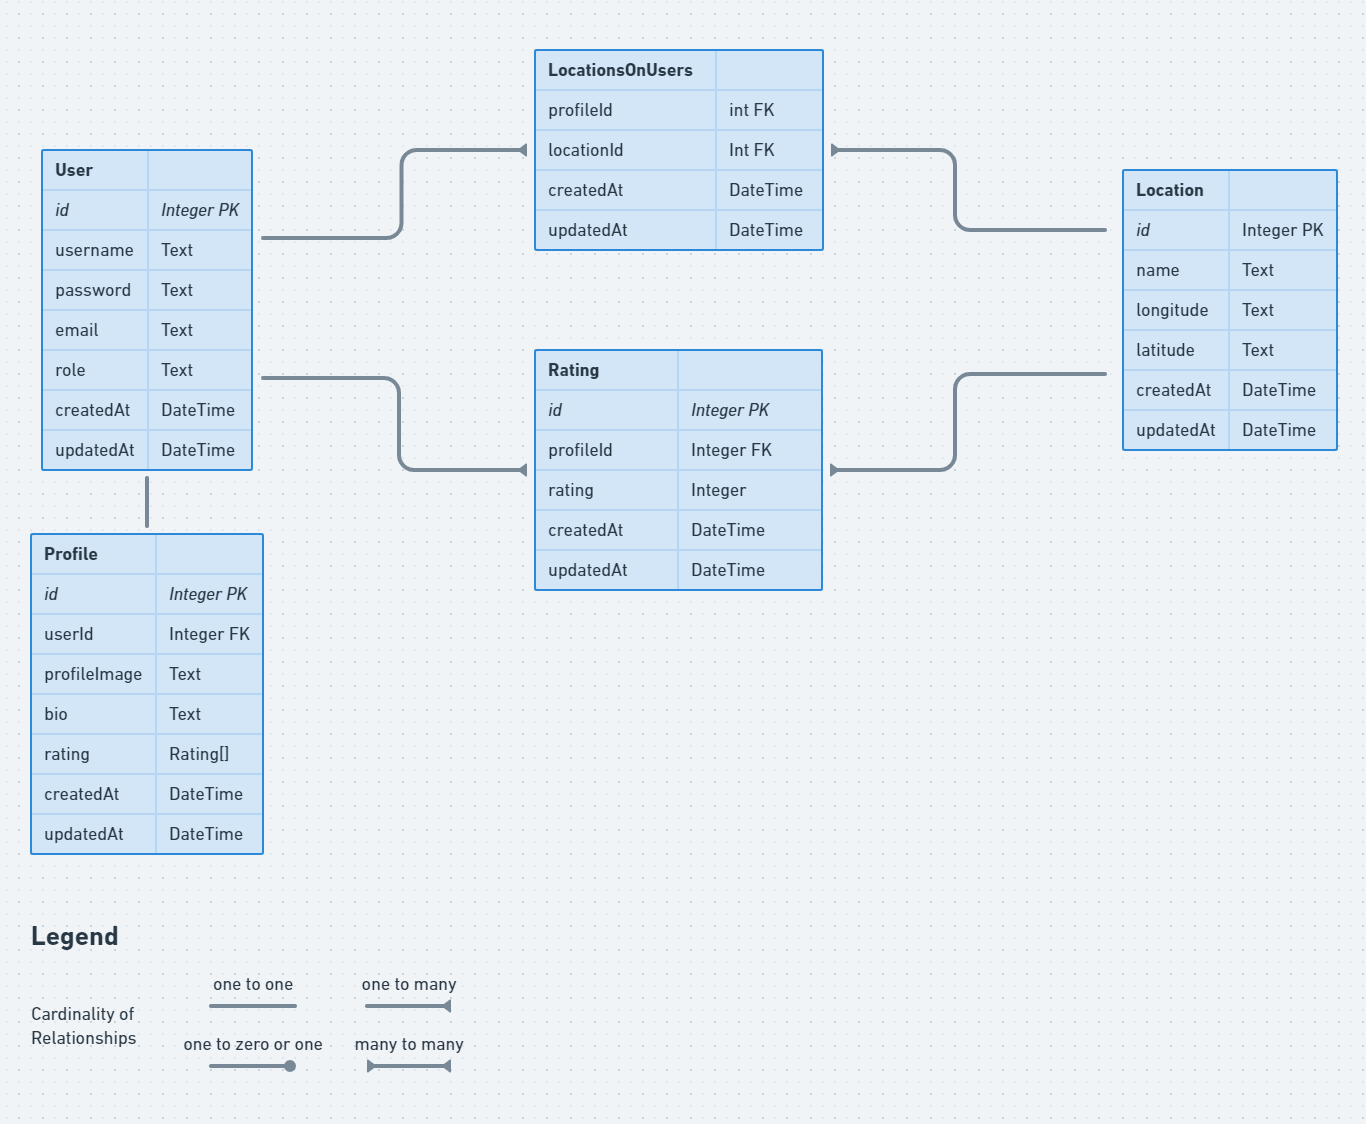 LocationsOnUsers
profileId int FK
locationId Int FK
createdAt DateTime
updatedAt DateTime
User
id Integer PK
username Text
password Text
email Text
role Text
createdAt DateTime
updatedAt DateTime
Location
id Integer PK
name Text
longitude Text
latitude Text
createdAt DateTime
updatedAt DateTime
Rating
id Integer PK
profileId Integer FK
rating Integer
createdAt DateTime
updatedAt DateTime
Profile
id Integer PK
userId Integer FK
profileImage Text
bio Text
rating Rating[]
createdAt DateTime
updatedAt DateTime
Legend
Cardinality of
Relationships
one to one
one to many
one to zero or one
many to many